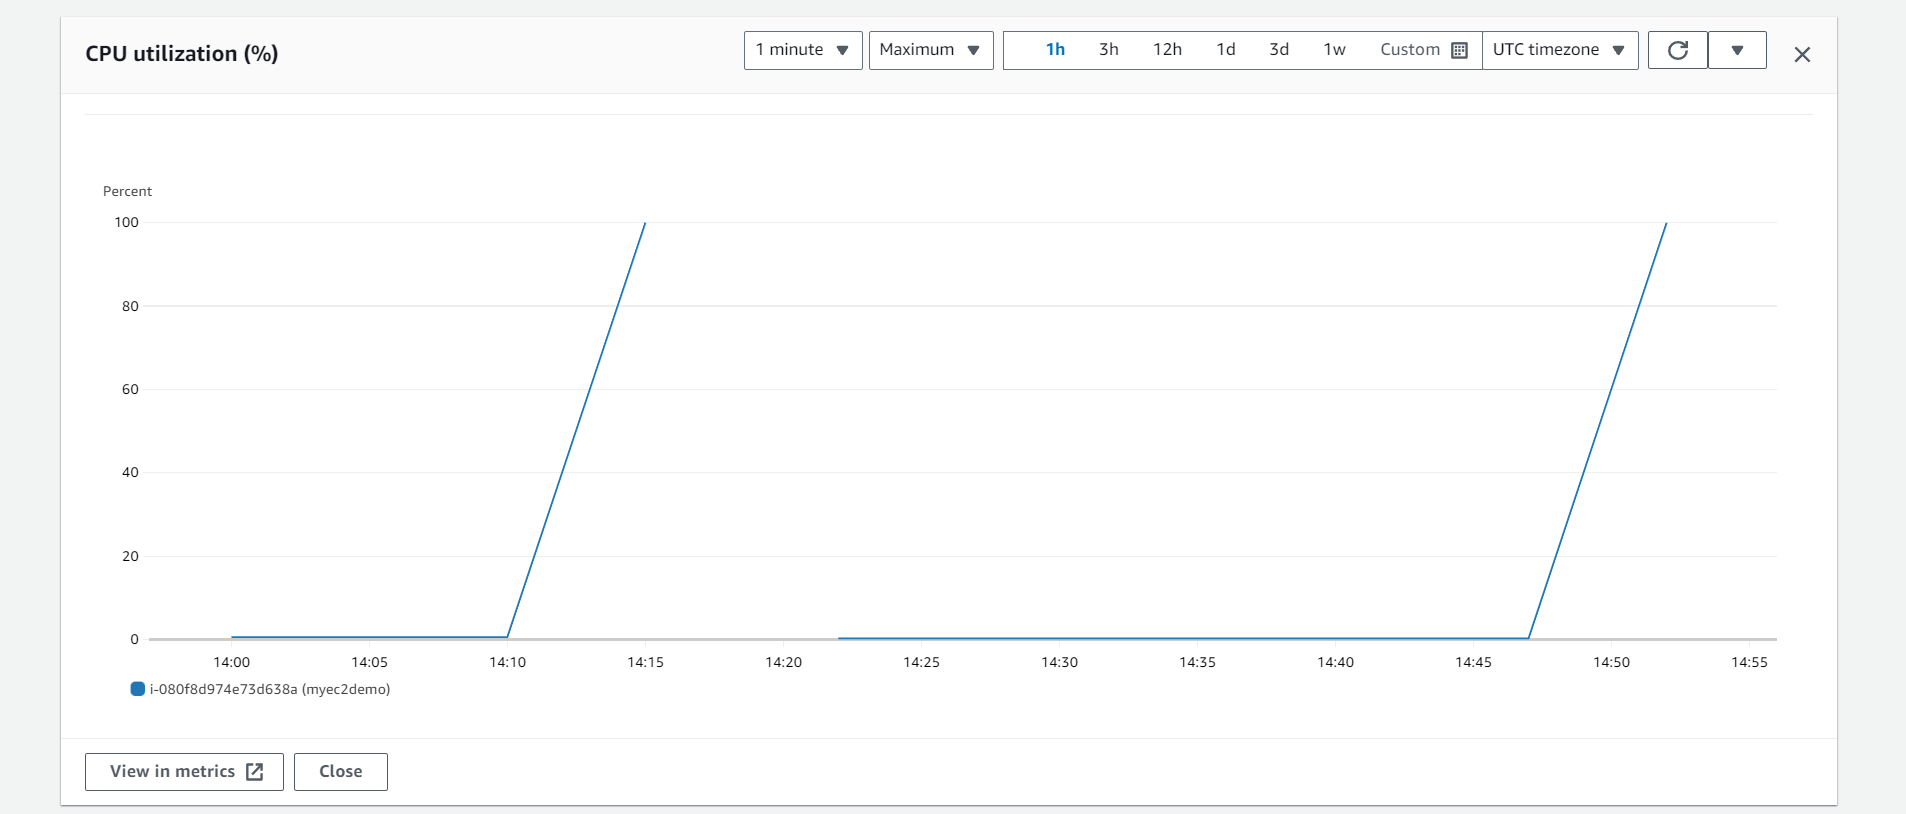 CPU utilization (%)
1 minute
Maximum
1h 3h 12h 1d 3d 1w Custom
UTC timezone
Percent
100
80
60
40
20
0
14:00 14:05 14:10 14:15 14:20 14:25 14:30 14:35 14:40 14:45 14:50 14:55
i-080f8d974e73d638a (myec2demo)
View in metrics
Close